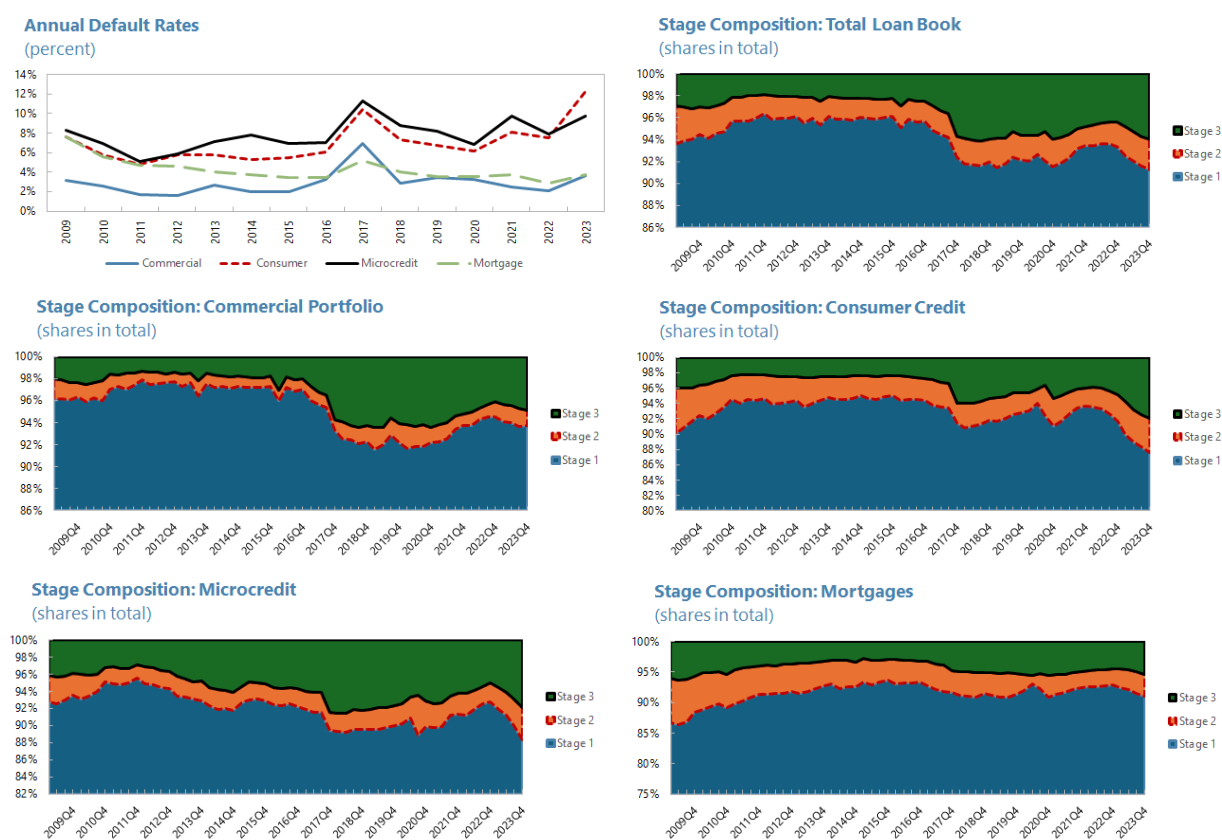 Annual Default Rates
(percent)
14%
12%
10%
8%
6%
4%
2%
0%
2009
2010
2011
2012
2013
2014
2015
2016
2017
2018
2019
2020
2021
2022
2023
Commercial
Consumer
Microcredit
Mortgage
Stage Composition: Total Loan Book
(shares in total)
100%
98%
96%
94%
92%
90%
88%
86%
2009Q4
2010Q4
2011Q4
2012Q4
2013Q4
2014Q4
2015Q4
2016Q4
2017Q4
2018Q4
2019Q4
2020Q4
2021Q4
2022Q4
2023Q4
Stage 3
Stage 2
Stage 1
Stage Composition: Commercial Portfolio
(shares in total)
100%
98%
96%
94%
92%
90%
88%
86%
2009Q4
2010Q4
2011Q4
2012Q4
2013Q4
2014Q4
2015Q4
2016Q4
2017Q4
2018Q4
2019Q4
2020Q4
2021Q4
2022Q4
2023Q4
Stage 3
Stage 2
Stage 1
Stage Composition: Consumer Credit
(shares in total)
100%
98%
96%
94%
92%
90%
88%
86%
84%
82%
80%
2009Q4
2010Q4
2011Q4
2012Q4
2013Q4
2014Q4
2015Q4
2016Q4
2017Q4
2018Q4
2019Q4
2020Q4
2021Q4
2022Q4
2023Q4
Stage 3
Stage 2
Stage 1
Stage Composition: Microcredit
(shares in total)
100%
98%
96%
94%
92%
90%
88%
86%
84%
82%
2009Q4
2010Q4
2011Q4
2012Q4
2013Q4
2014Q4
2015Q4
2016Q4
2017Q4
2018Q4
2019Q4
2020Q4
2021Q4
2022Q4
2023Q4
Stage 3
Stage 2
Stage 1
Stage Composition: Mortgages
(shares in total)
100%
95%
90%
85%
80%
75%
2009Q4
2010Q4
2011Q4
2012Q4
2013Q4
2014Q4
2015Q4
2016Q4
2017Q4
2018Q4
2019Q4
2020Q4
2021Q4
2022Q4
2023Q4
Stage 3
Stage 2
Stage 1